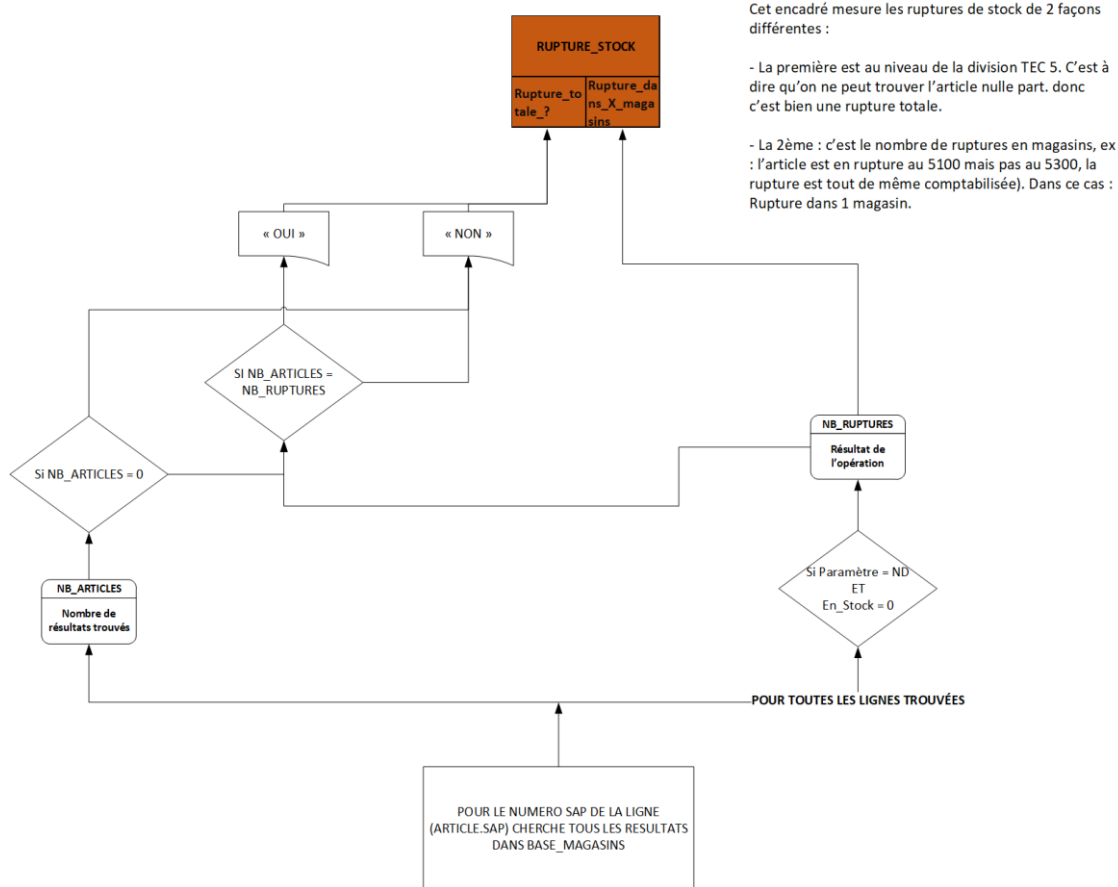 Cet encadré mesure les ruptures de stock de 2 façons
différentes :
- La première est au niveau de la division TEC 5. C'est à
dire qu'on ne peut trouver l'article nulle part. donc
c'est bien une rupture totale.
- La 2ème : c'est le nombre de ruptures en magasins, ex
: l'article est en rupture au 5100 mais pas au 5300, la
rupture est tout de même comptabilisée). Dans ce cas :
Rupture dans 1 magasin.
RUPTURE_STOCK
Rupture_to
tale_?
Rupture_da
ns_X_maga
sins
« OUI »
« NON »
SI NB_ARTICLES =
NB_RUPTURES
Si NB_ARTICLES = 0
NB_RUPTURES
Résultat de
l'opération
Si Paramètre = ND
ET
En_Stock = 0
NB_ARTICLES
Nombre de
résultats trouvés
POUR TOUTES LES LIGNES TROUVÉES
POUR LE NUMERO SAP DE LA LIGNE
(ARTICLE.SAP) CHERCHE TOUS LES RESULTATS
DANS BASE_MAGASINS